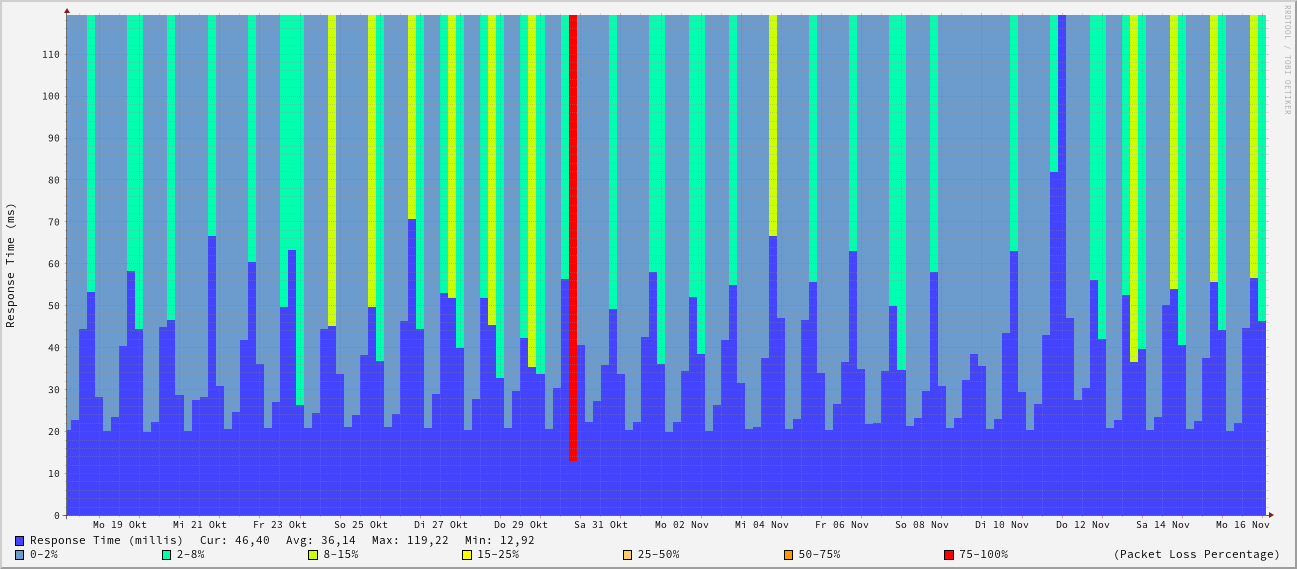 RRDTOOL / TOBI OETIKER
Response Time (ms)
110
100
90
80
70
60
50
40
30
20
10
0
Mo 19 Okt Mi 21 Okt Fr 23 Okt So 25 Okt Di 27 Okt Do 29 Okt Sa 31 Okt Mo 02 Nov Mi 04 Nov Fr 06 Nov So 08 Nov Di 10 Nov Do 12 Nov Sa 14 Nov Mo 16 Nov
Response Time (millis) Cur: 46,40 Avg: 36,14 Max: 119,22 Min: 12,92
0-2% 2-8% 8-15% 15-25% 25-50% 50-75% 75-100% (Packet Loss Percentage)